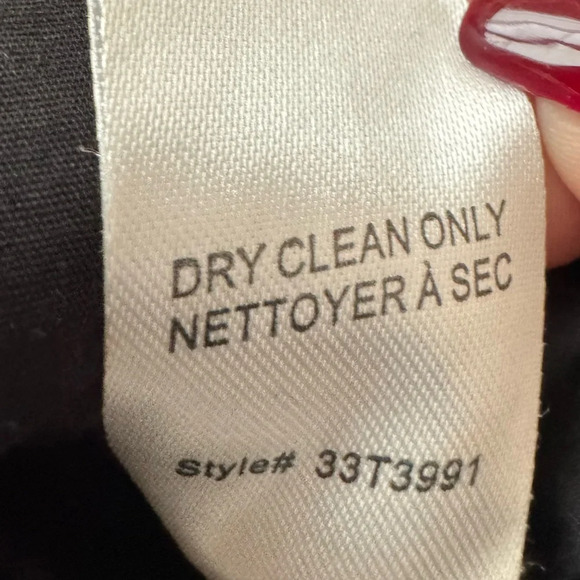 DRY CLEAN ONLY
NETTOYER À SEC
Style# 33T3991